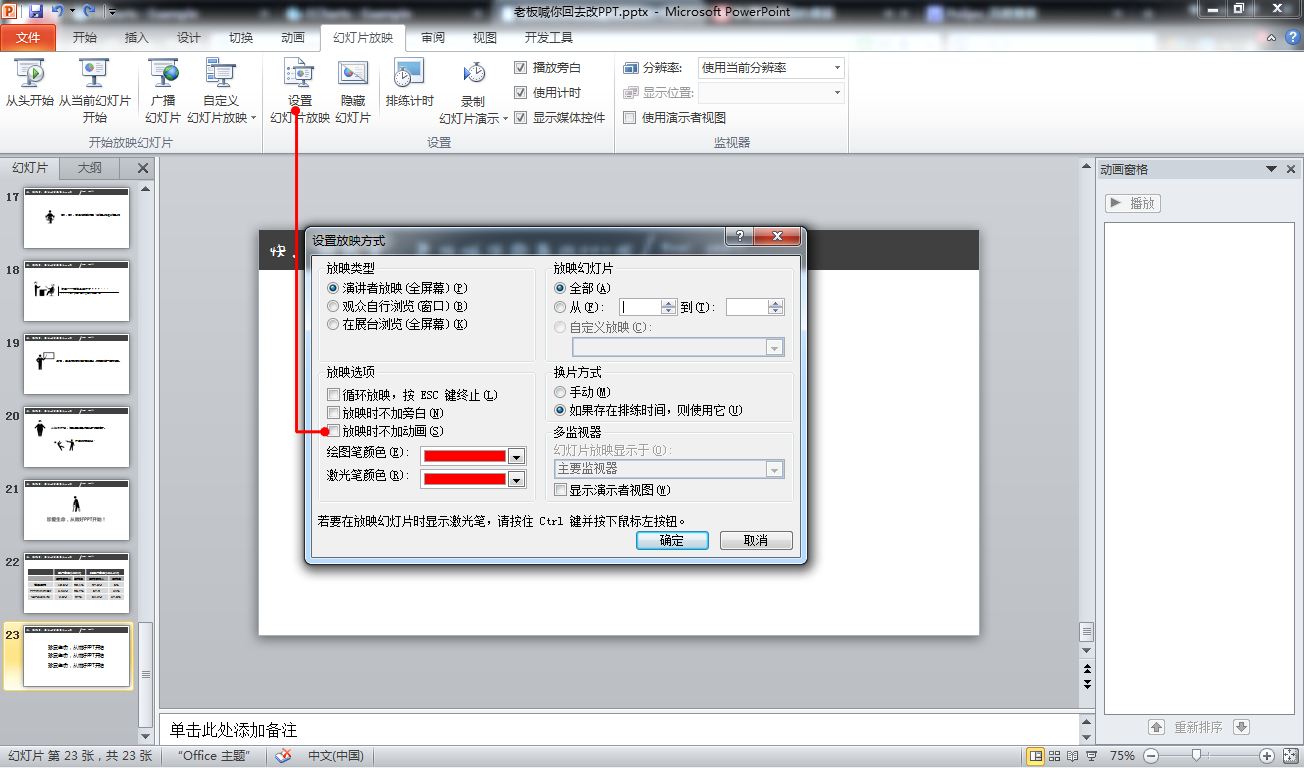 老板喊你回去改PPT.pptx - Microsoft PowerPoint
文件 开始 插入 设计 切换 动画 幻灯片放映 审阅 视图 开发工具
从头开始 从当前幻灯片开始 广播幻灯片 自定义幻灯片放映
设置幻灯片放映 隐藏幻灯片 排练计时 录制幻灯片演示
播放旁白
使用计时
显示媒体控件
分辨率: 使用当前分辨率
显示位置:
使用演示者视图
开始放映幻灯片 设置 监视器
幻灯片 大纲
17
18
19
20
21
珍爱生命，从做好PPT开始！
22
23
动画窗格
播放
快
设置放映方式
放映类型
演讲者放映(全屏幕)(P)
观众自行浏览(窗口)(B)
在展台浏览(全屏幕)(K)
放映选项
循环放映，按 ESC 键终止(L)
放映时不加旁白(N)
放映时不加动画(S)
绘图笔颜色(E):
激光笔颜色(R):
放映幻灯片
全部(A)
从(F): 到(T):
自定义放映(C):
换片方式
手动(M)
如果存在排练时间，则使用它(U)
多监视器
幻灯片放映显示于(O):
主要监视器
显示演示者视图(W)
若要在放映幻灯片时显示激光笔，请按住 Ctrl 键并按下鼠标左按钮。
确定 取消
单击此处添加备注
重新排序
幻灯片 第 23 张，共 23 张 "Office 主题" 中文(中国) 75%